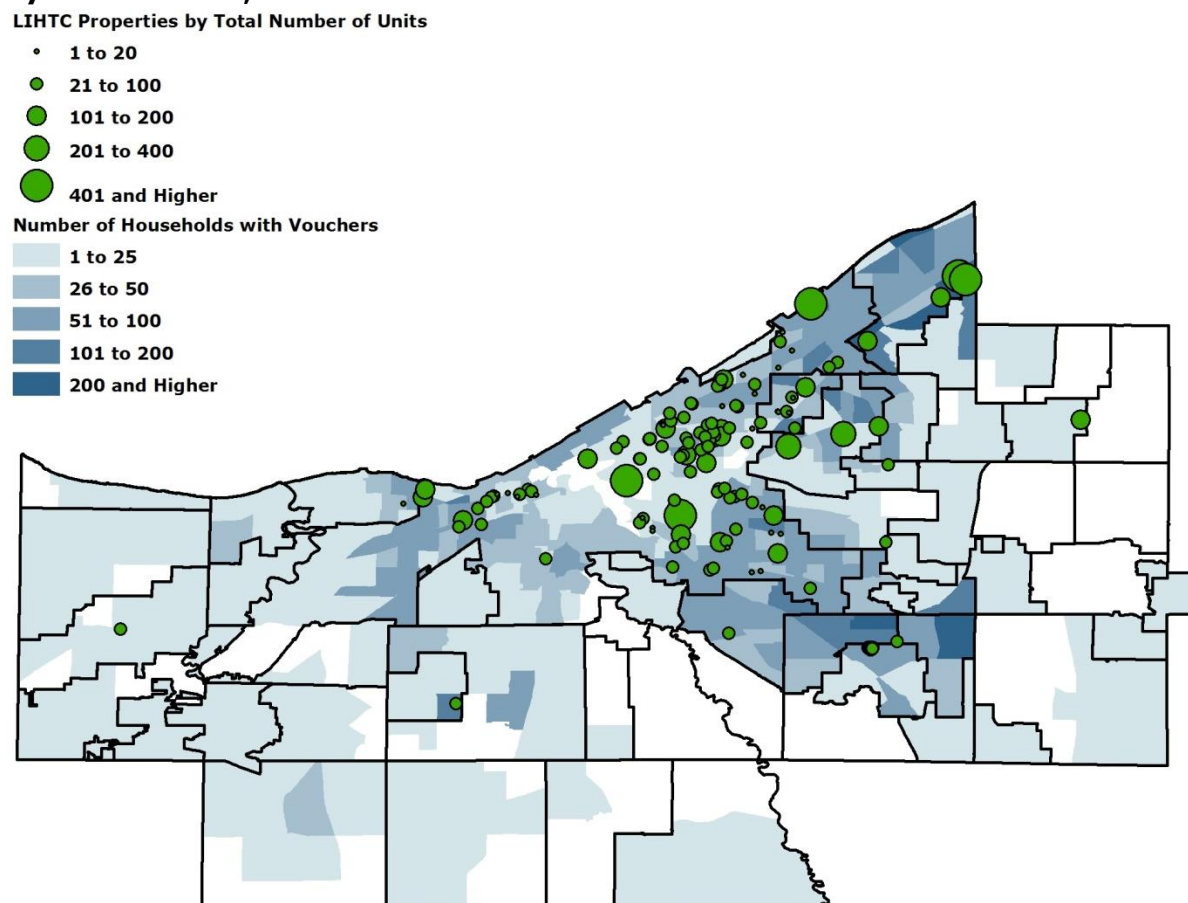 LIHTC Properties by Total Number of Units
1 to 20
21 to 100
101 to 200
201 to 400
401 and Higher
Number of Households with Vouchers
1 to 25
26 to 50
51 to 100
101 to 200
200 and Higher